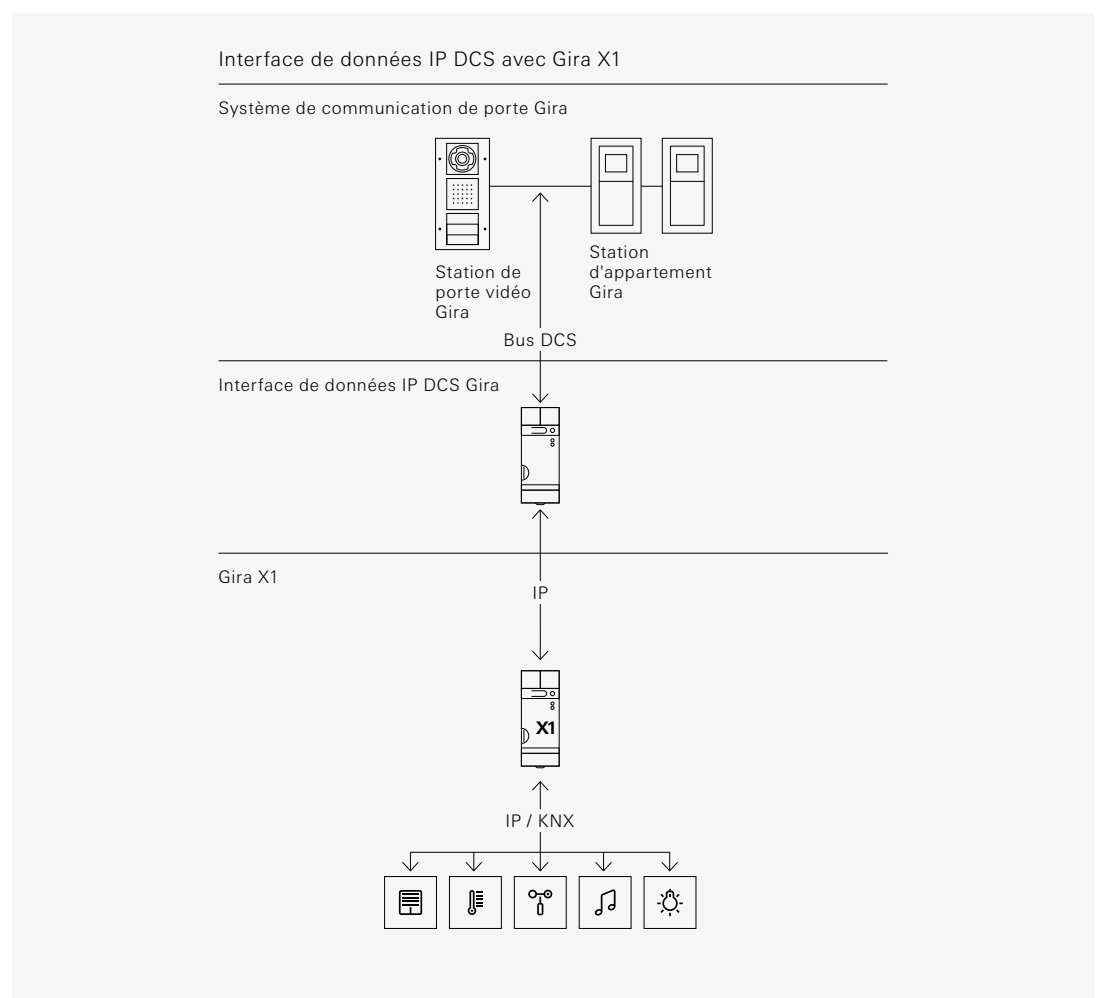 Interface de données IP DCS avec Gira X1
Système de communication de porte Gira
Station de
porte vidéo
Gira
Station
d'appartement
Gira
Bus DCS
Interface de données IP DCS Gira
Gira X1
IP
X1
IP / KNX